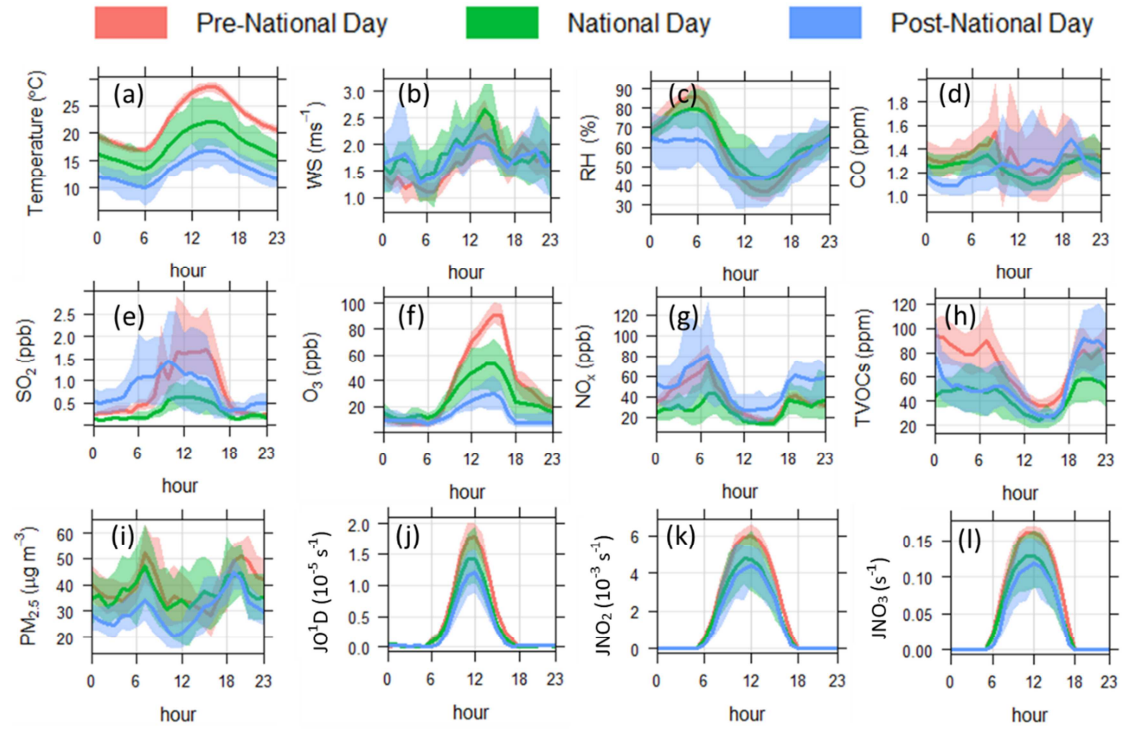 Pre-National Day National Day Post-National Day
(a) (b) (c) (d)
Temperature (°C) WS (ms⁻¹) RH (%) CO (ppm)
25 3.0 90 1.8
20 2.5 80 1.6
15 2.0 70 1.4
10 1.5 60 1.2
1.0 50 1.0
40
30
0 6 12 18 23 0 6 12 18 23 0 6 12 18 23 0 6 12 18 23
hour hour hour hour
(e) (f) (g) (h)
SO₂ (ppb) O₃ (ppb) NOₓ (ppb) TVOCs (ppm)
2.5 100 120 120
2.0 80 100 100
1.5 60 80 80
1.0 40 60 60
0.5 20 40 40
20 20
0 6 12 18 23 0 6 12 18 23 0 6 12 18 23 0 6 12 18 23
hour hour hour hour
(i) (j) (k) (l)
PM₂.₅ (µg m⁻³) JO¹D (10⁻⁵ s⁻¹) JNO₂ (10⁻³ s⁻¹) JNO₃ (s⁻¹)
60 2.0 6 0.15
50 1.5 4 0.10
40 1.0 2 0.05
30 0.5 0 0.00
20 0.0
0 6 12 18 23 0 6 12 18 23 0 6 12 18 23 0 6 12 18 23
hour hour hour hour